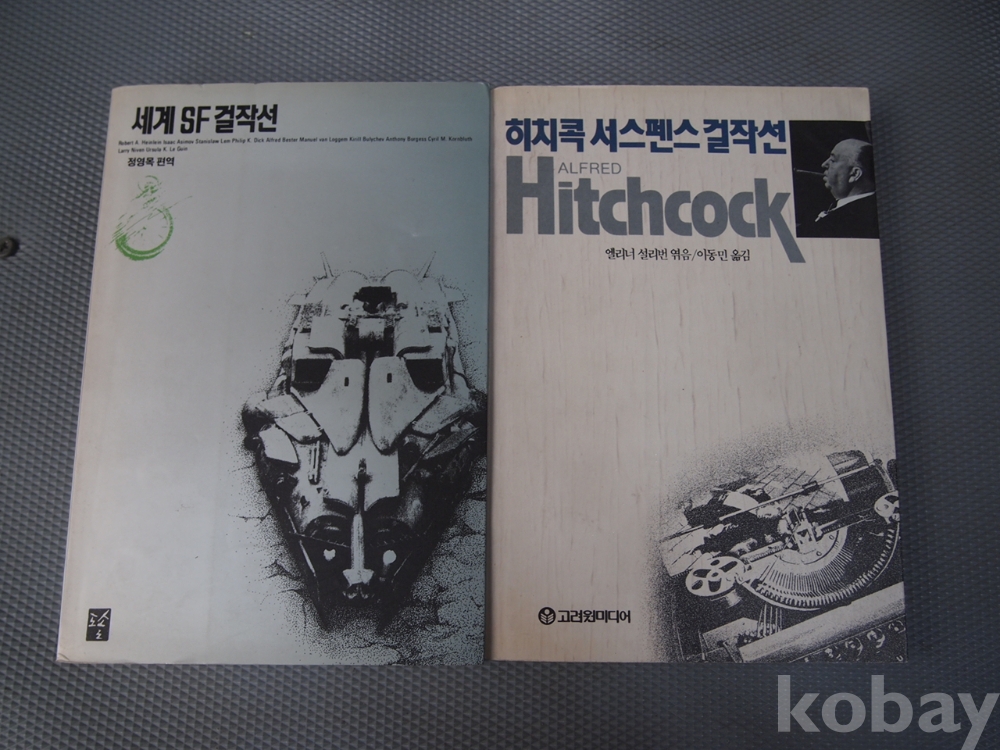 세계 SF 걸작선
Robert A. Heinlein Isaac Asimov Stanislaw Lem Philip K. Dick Alfred Bester Manuel van Loggem Kirill Bulychev Anthony Burgess Cyril M. Kornbluth
Larry Niven Ursula K. Le Guin
정영목 편역
도솔
히치콕 서스펜스 걸작선
ALFRED
Hitchcock
엘리너 설리번 엮음/이동민 옮김
고려원미디어
kobay